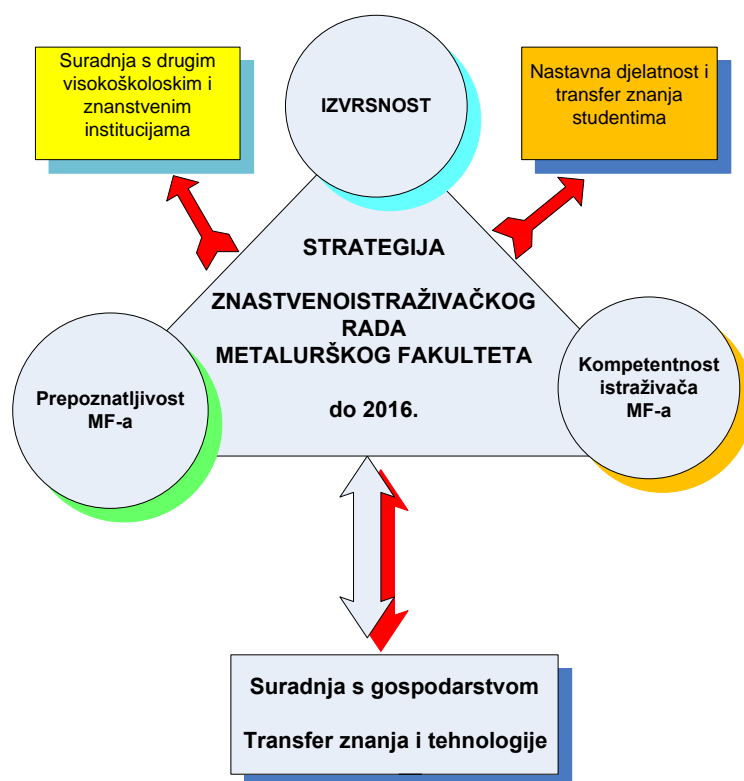 Suradnja s drugim
visokoškoloskim i
znanstvenim
institucijama
IZVRSNOST
Nastavna djelatnost i
transfer znanja
studentima
STRATEGIJA
ZNASTVENOISTRAŽIVAČKOG
RADA
METALURŠKOG FAKULTETA
do 2016.
Prepoznatljivost
MF-a
Kompetentnost
istraživača
MF-a
Suradnja s gospodarstvom
Transfer znanja i tehnologije